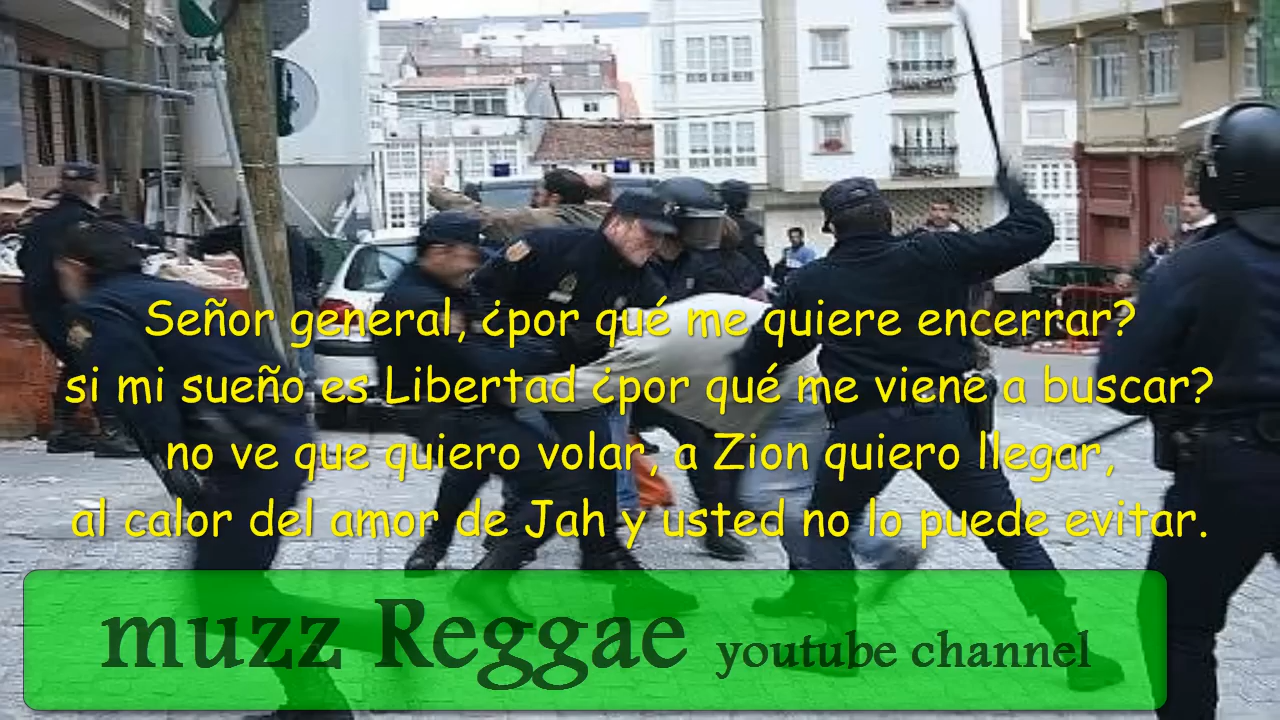 Señor general, ¿por qué me quiere encerrar?
si mi sueño es Libertad ¿por qué me viene a buscar?
no ve que quiero volar, a Zion quiero llegar,
al calor del amor de Jah y usted no lo puede evitar.
muzz Reggae youtube channel